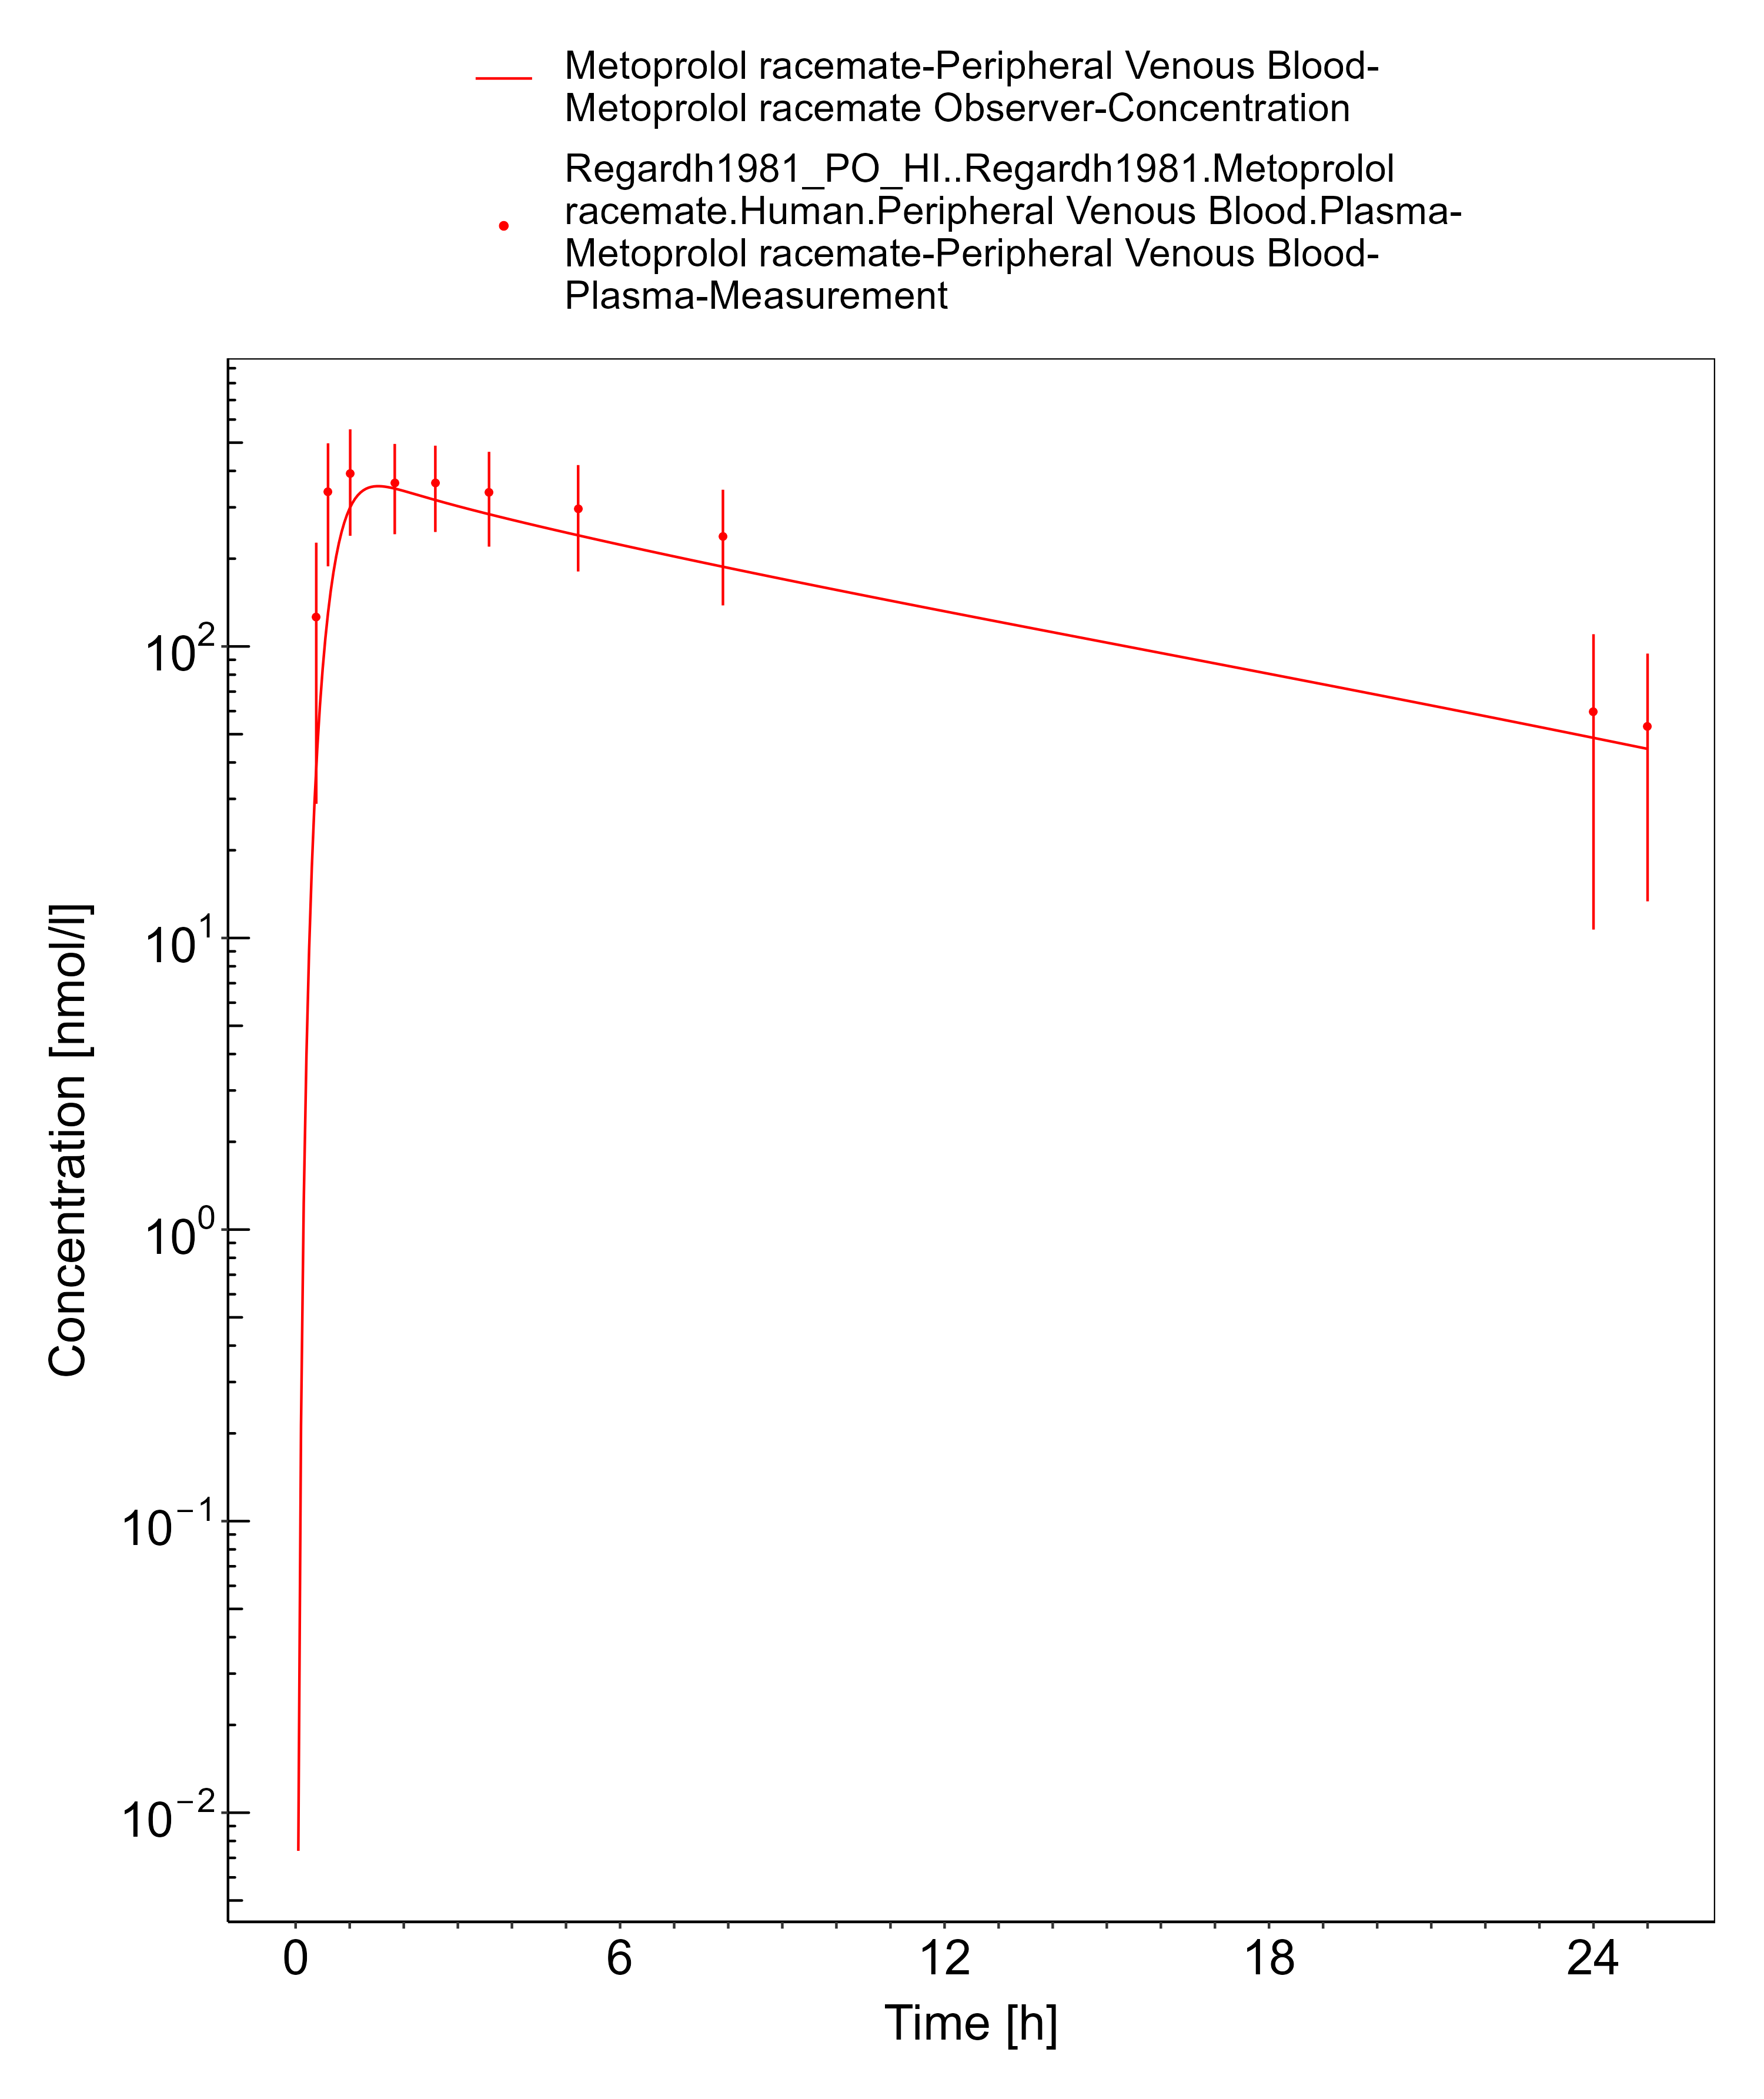 Metoprolol racemate-Peripheral Venous Blood-
Metoprolol racemate Observer-Concentration
Regardh1981_PO_HI..Regardh1981.Metoprolol
racemate.Human.Peripheral Venous Blood.Plasma-
Metoprolol racemate-Peripheral Venous Blood-
Plasma-Measurement
10²
10¹
10⁰
10⁻¹
10⁻²
Concentration [nmol/l]
0 6 12 18 24
Time [h]